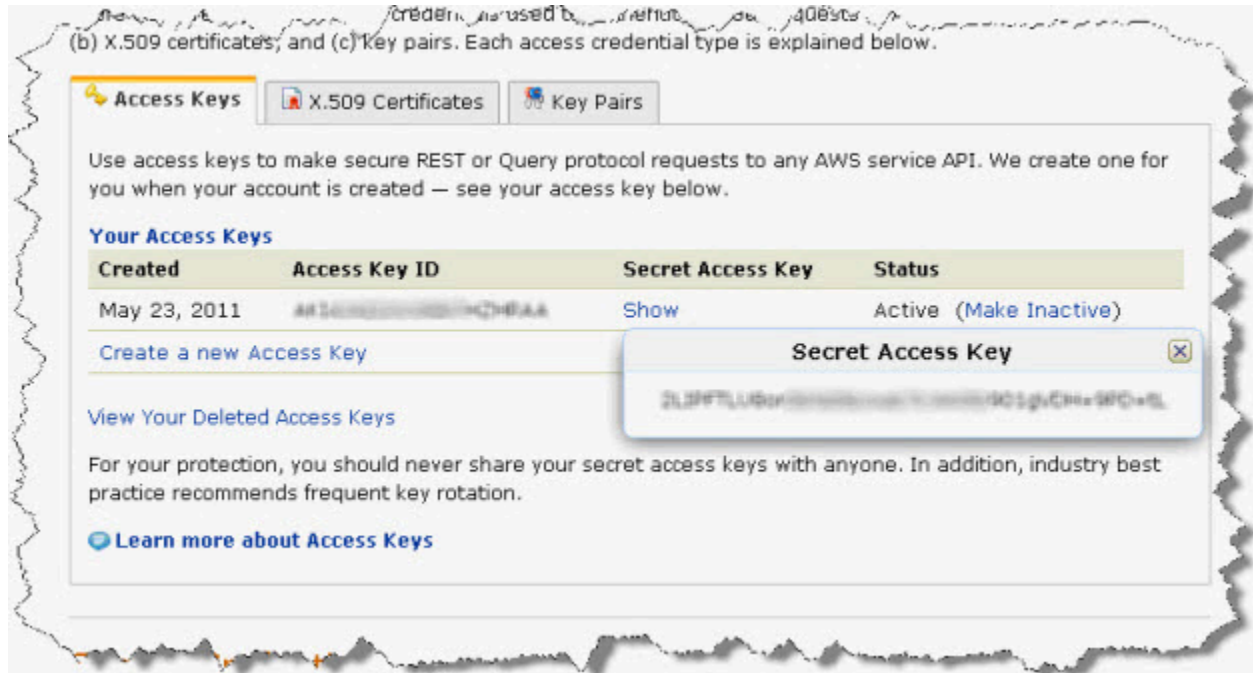 (b) X.509 certificates, and (c) key pairs. Each access credential type is explained below.
Access Keys X.509 Certificates Key Pairs
Use access keys to make secure REST or Query protocol requests to any AWS service API. We create one for
you when your account is created — see your access key below.
Your Access Keys
Created Access Key ID Secret Access Key Status
May 23, 2011 Show Active (Make Inactive)
Create a new Access Key
Secret Access Key
View Your Deleted Access Keys
For your protection, you should never share your secret access keys with anyone. In addition, industry best
practice recommends frequent key rotation.
Learn more about Access Keys